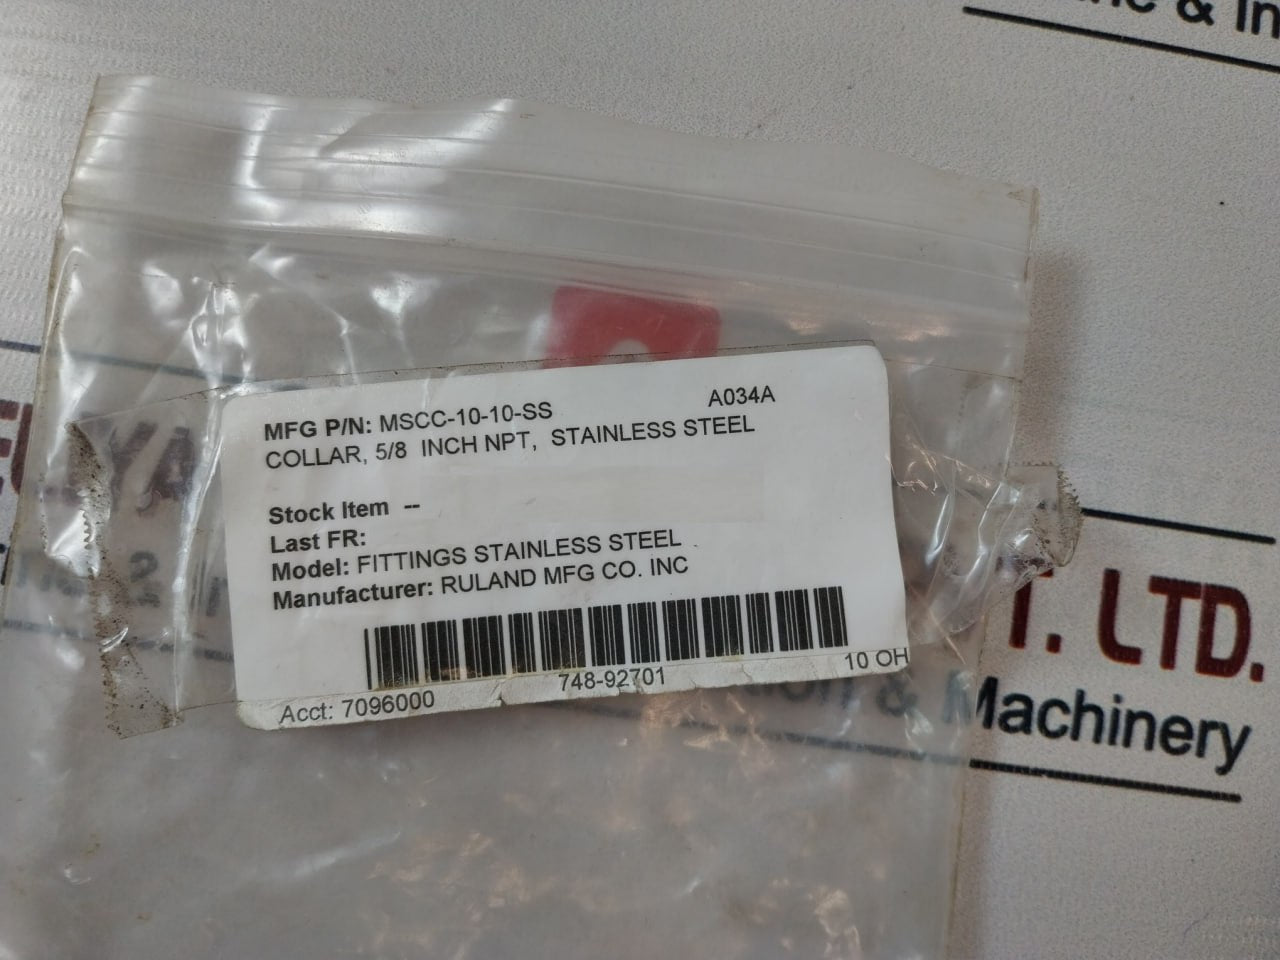 & In
MFG P/N: MSCC-10-10-SS A034A
COLLAR, 5/8 INCH NPT, STAINLESS STEEL
Stock Item --
Last FR:
Model: FITTINGS STAINLESS STEEL
Manufacturer: RULAND MFG CO. INC
748-92701
10 OH
Acct: 7096000
T. LTD.
& Machinery